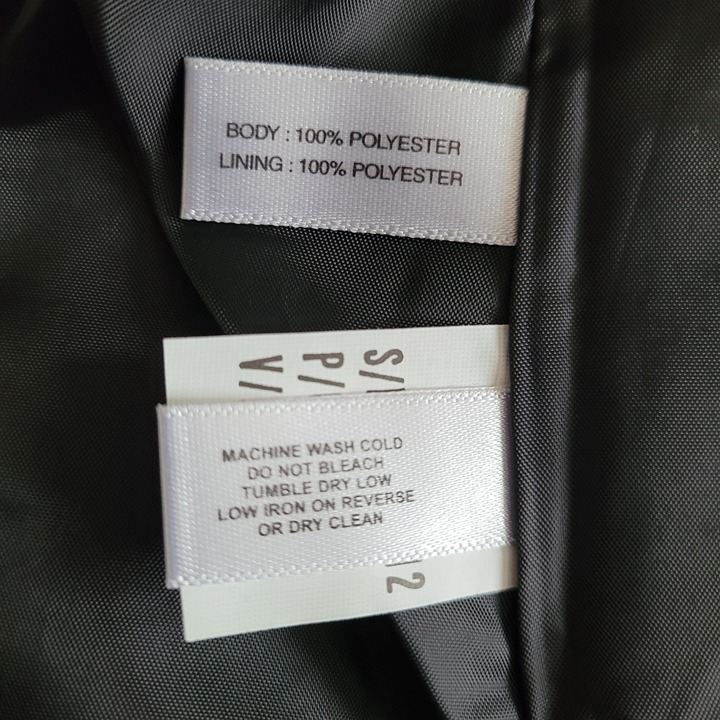 BODY : 100% POLYESTER
LINING : 100% POLYESTER
S/
P/
V/
MACHINE WASH COLD
DO NOT BLEACH
TUMBLE DRY LOW
LOW IRON ON REVERSE
OR DRY CLEAN
12